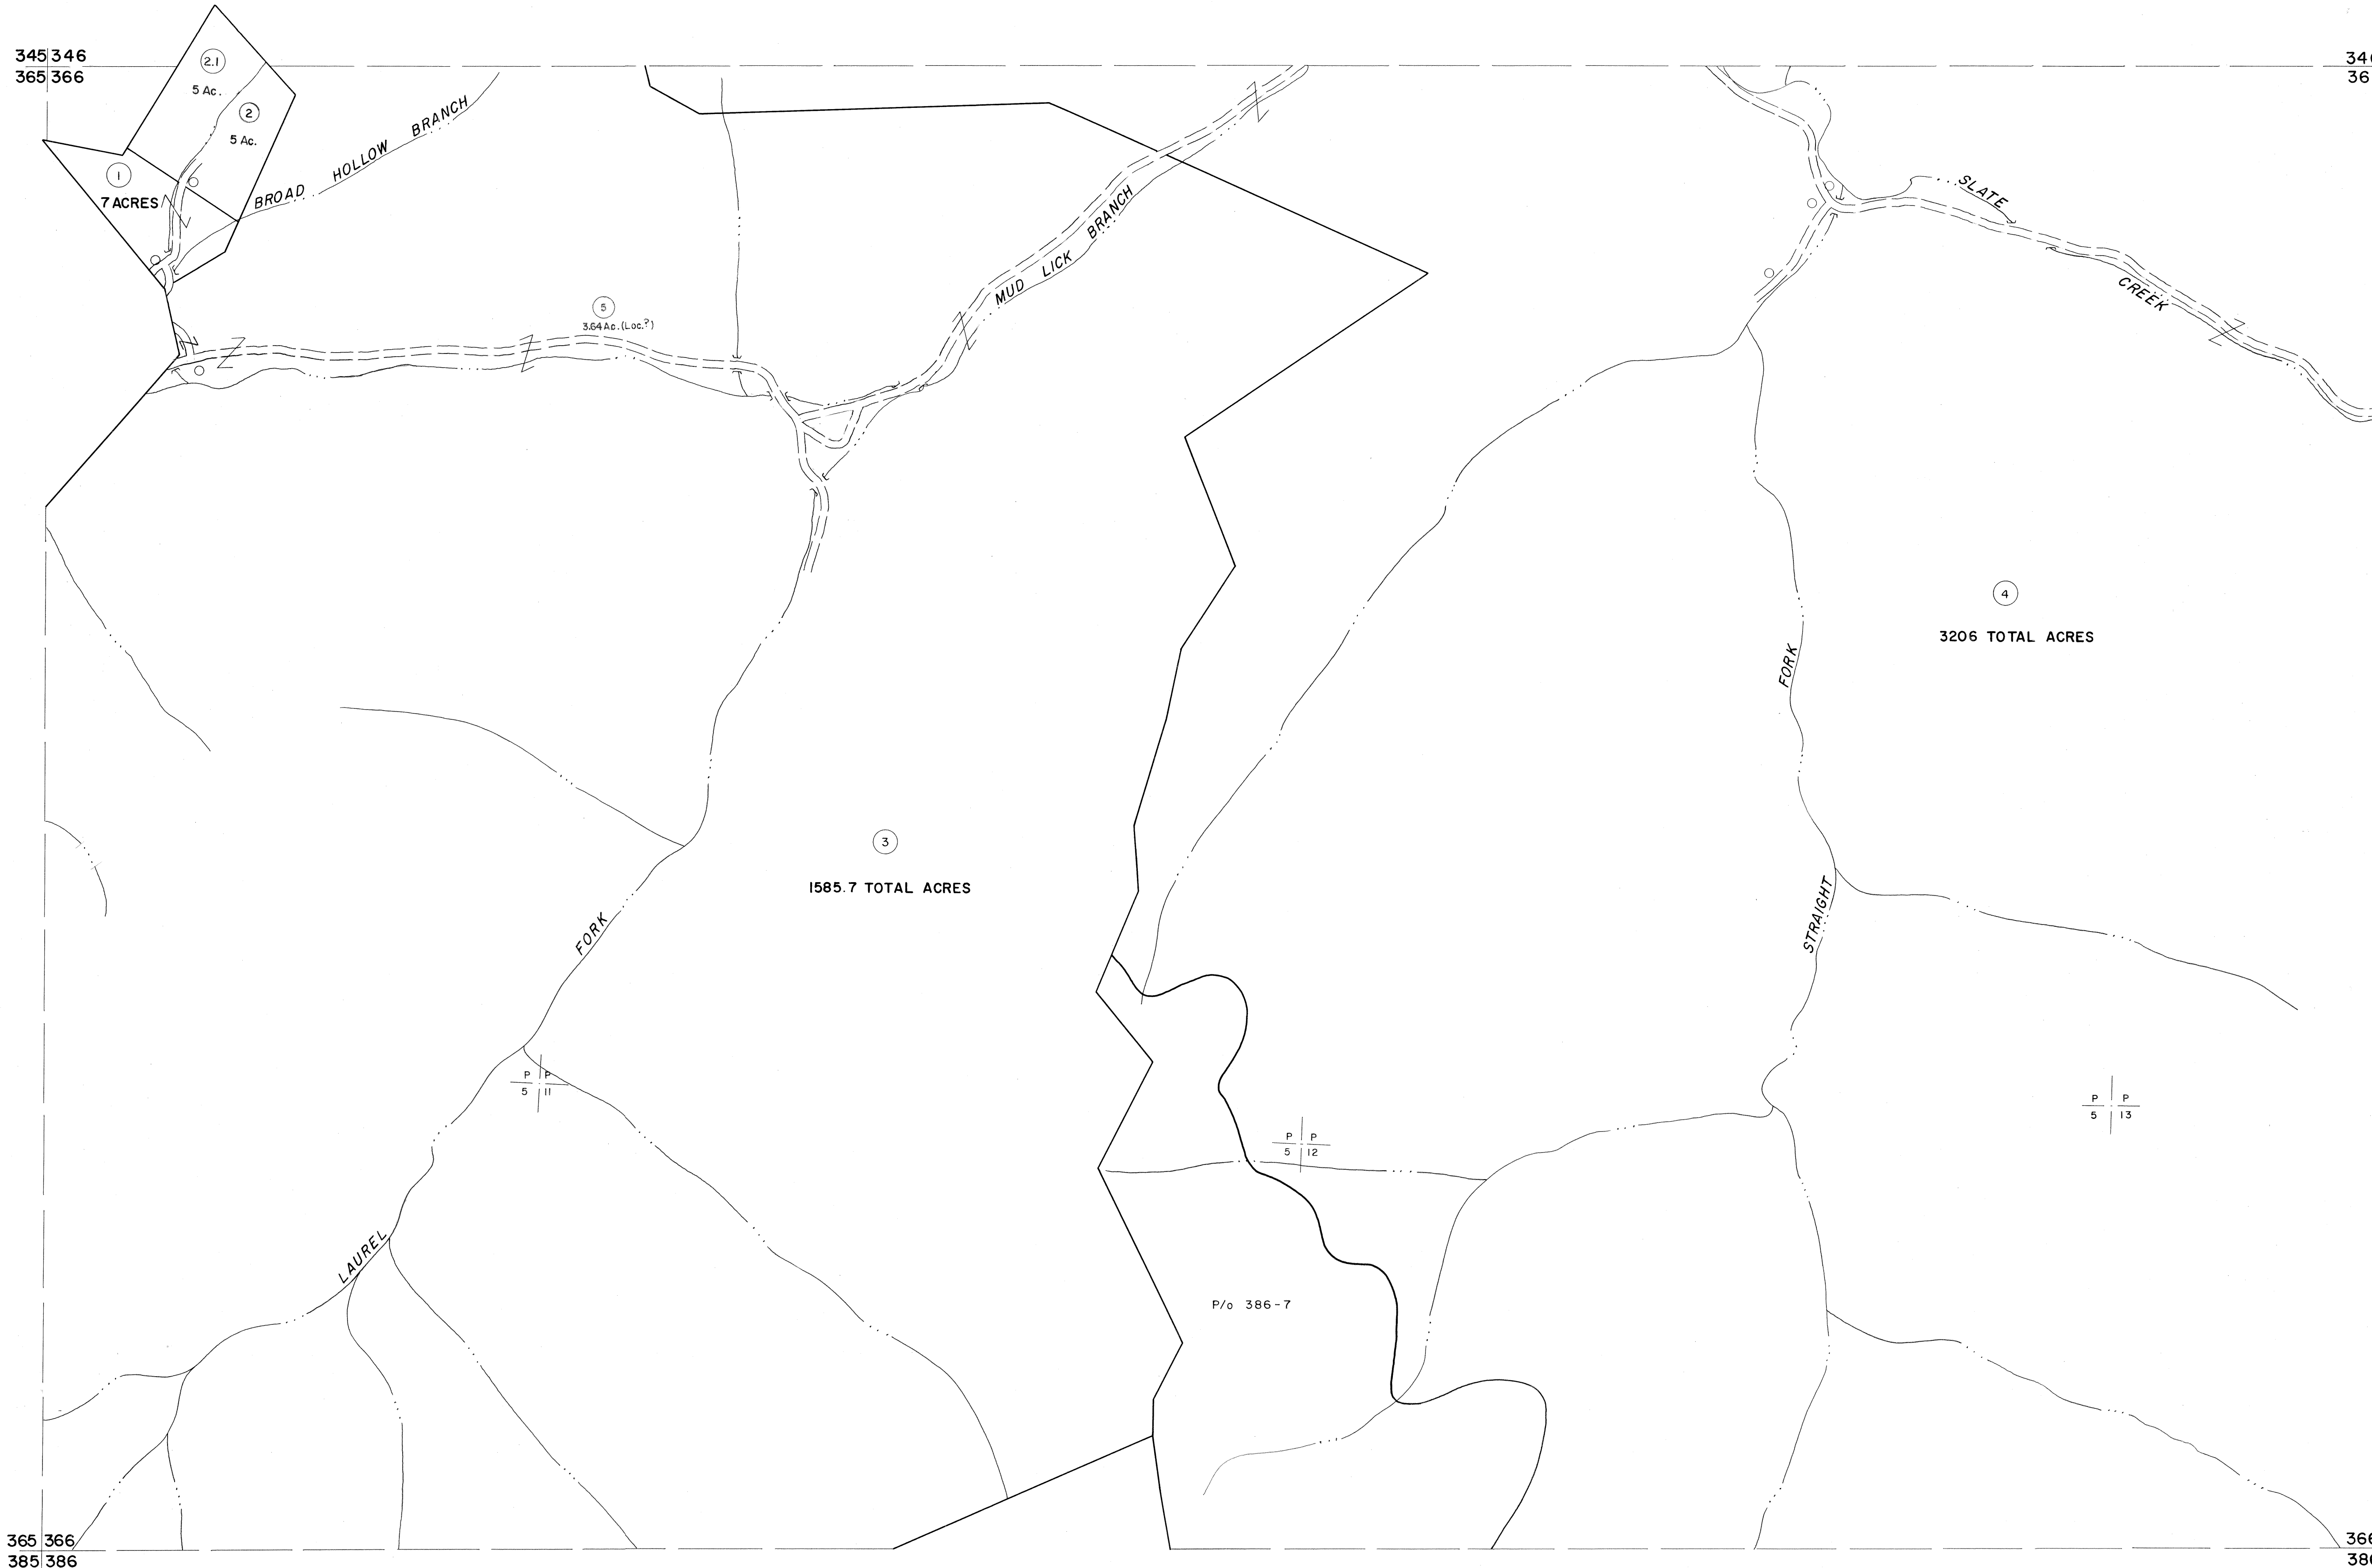 345 346
365 366
2.1
5 Ac.
2
5 Ac.
1
7 ACRES
BROAD HOLLOW BRANCH
5
3.64 Ac. (Loc.?)
MUD LICK BRANCH
SLATE
CREEK
4
3206 TOTAL ACRES
FORK
STRAIGHT
3
1585.7 TOTAL ACRES
FORK
LAUREL
P P
5 11
P P
5 12
P P
5 13
P/o 386-7
365 366
385 386
366